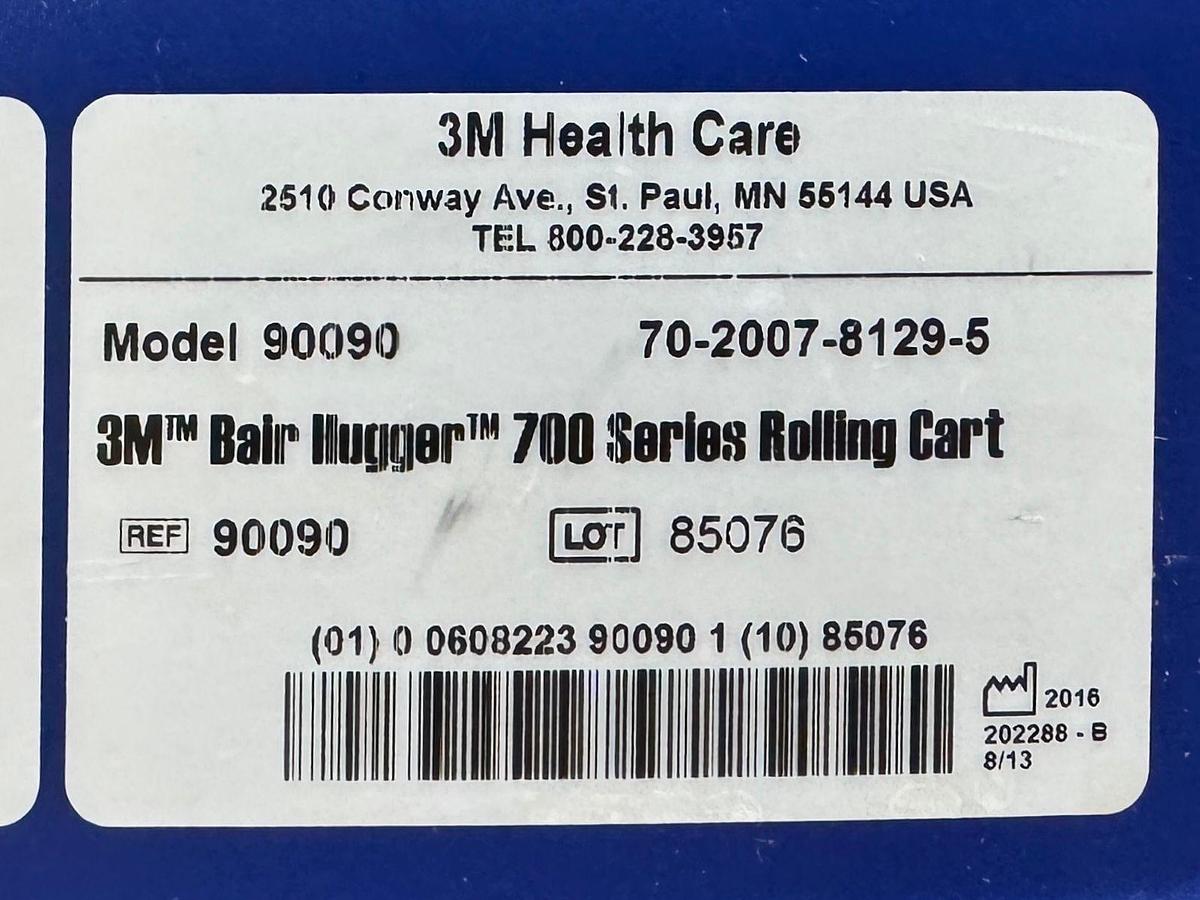 3M Health Care
2510 Conway Ave., St. Paul, MN 55144 USA
TEL 800-228-3957
Model 90090 70-2007-8129-5
3M™ Bair Hugger™ 700 Series Rolling Cart
REF 90090 LOT 85076
(01) 0 0608223 90090 1 (10) 85076
2016
202288 - B
8/13